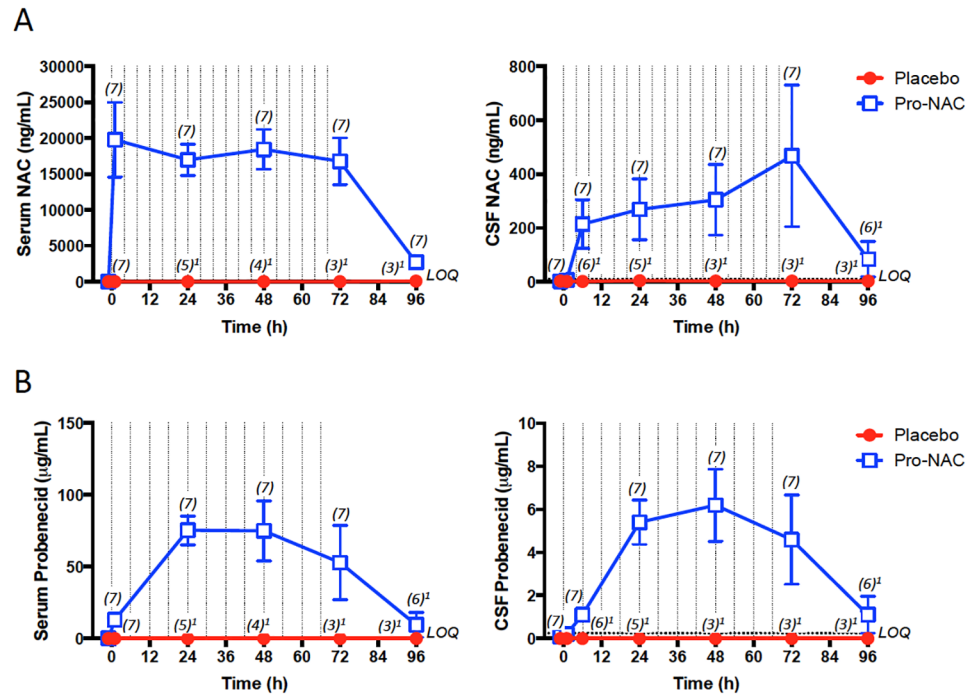 A
Serum NAC (ng/mL)
30000
25000
20000
15000
10000
5000
0
(7)
(7)
(7)
(7)
(7)
(7)
(5)¹
(4)¹
(3)¹
(3)¹
LOQ
0 12 24 36 48 60 72 84 96
Time (h)
CSF NAC (ng/mL)
800
600
400
200
0
(7)
(7)
(7)
(7)
(6)¹
(7)
(6)¹
(5)¹
(3)¹
(3)¹
(3)¹
LOQ
0 12 24 36 48 60 72 84 96
Time (h)
Placebo
Pro-NAC
B
Serum Probenecid (µg/mL)
150
100
50
0
(7)
(7)
(7)
(6)¹
(7)
(5)¹
(4)¹
(3)¹
(3)¹
LOQ
0 12 24 36 48 60 72 84 96
Time (h)
CSF Probenecid (µg/mL)
10
8
6
4
2
0
(7)
(7)
(7)
(7)
(6)¹
(7)
(6)¹
(5)¹
(3)¹
(3)¹
(3)¹
LOQ
0 12 24 36 48 60 72 84 96
Time (h)
Placebo
Pro-NAC